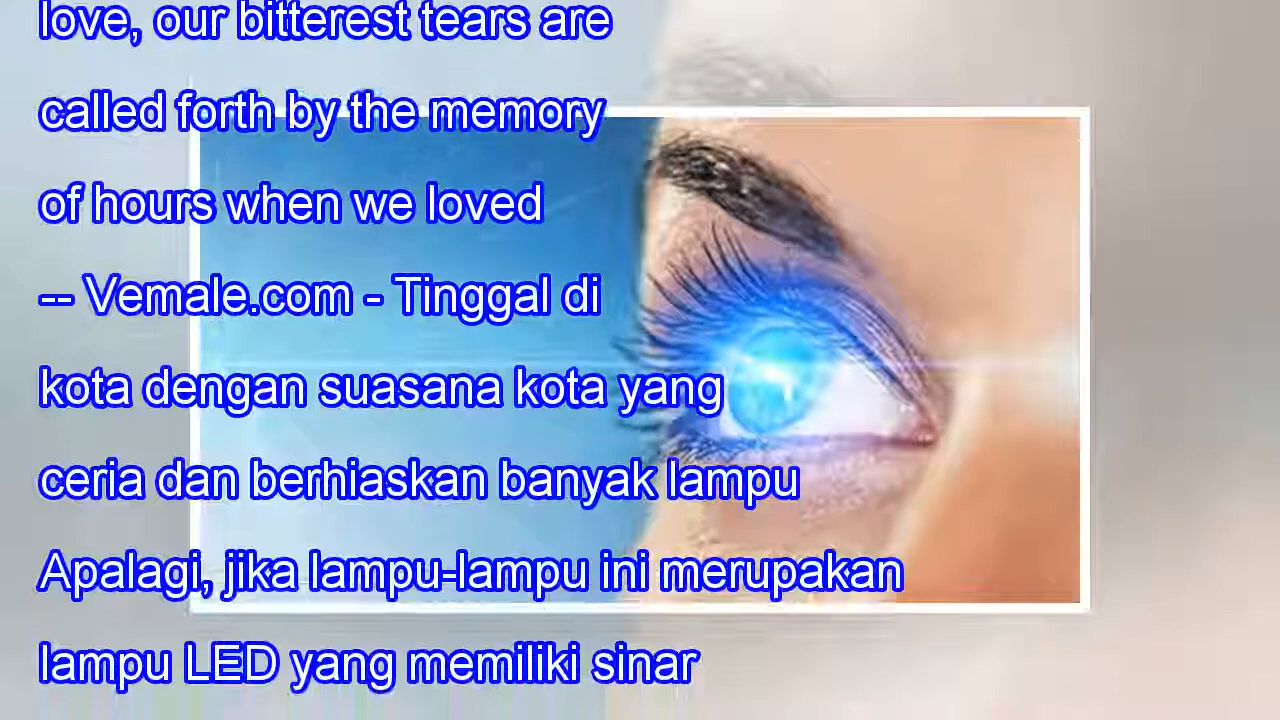 love, our bitterest tears are
called forth by the memory
of hours when we loved
-- Vemale.com - Tinggal di
kota dengan suasana kota yang
ceria dan berhiaskan banyak lampu
Apalagi, jika lampu-lampu ini merupakan
lampu LED yang memiliki sinar